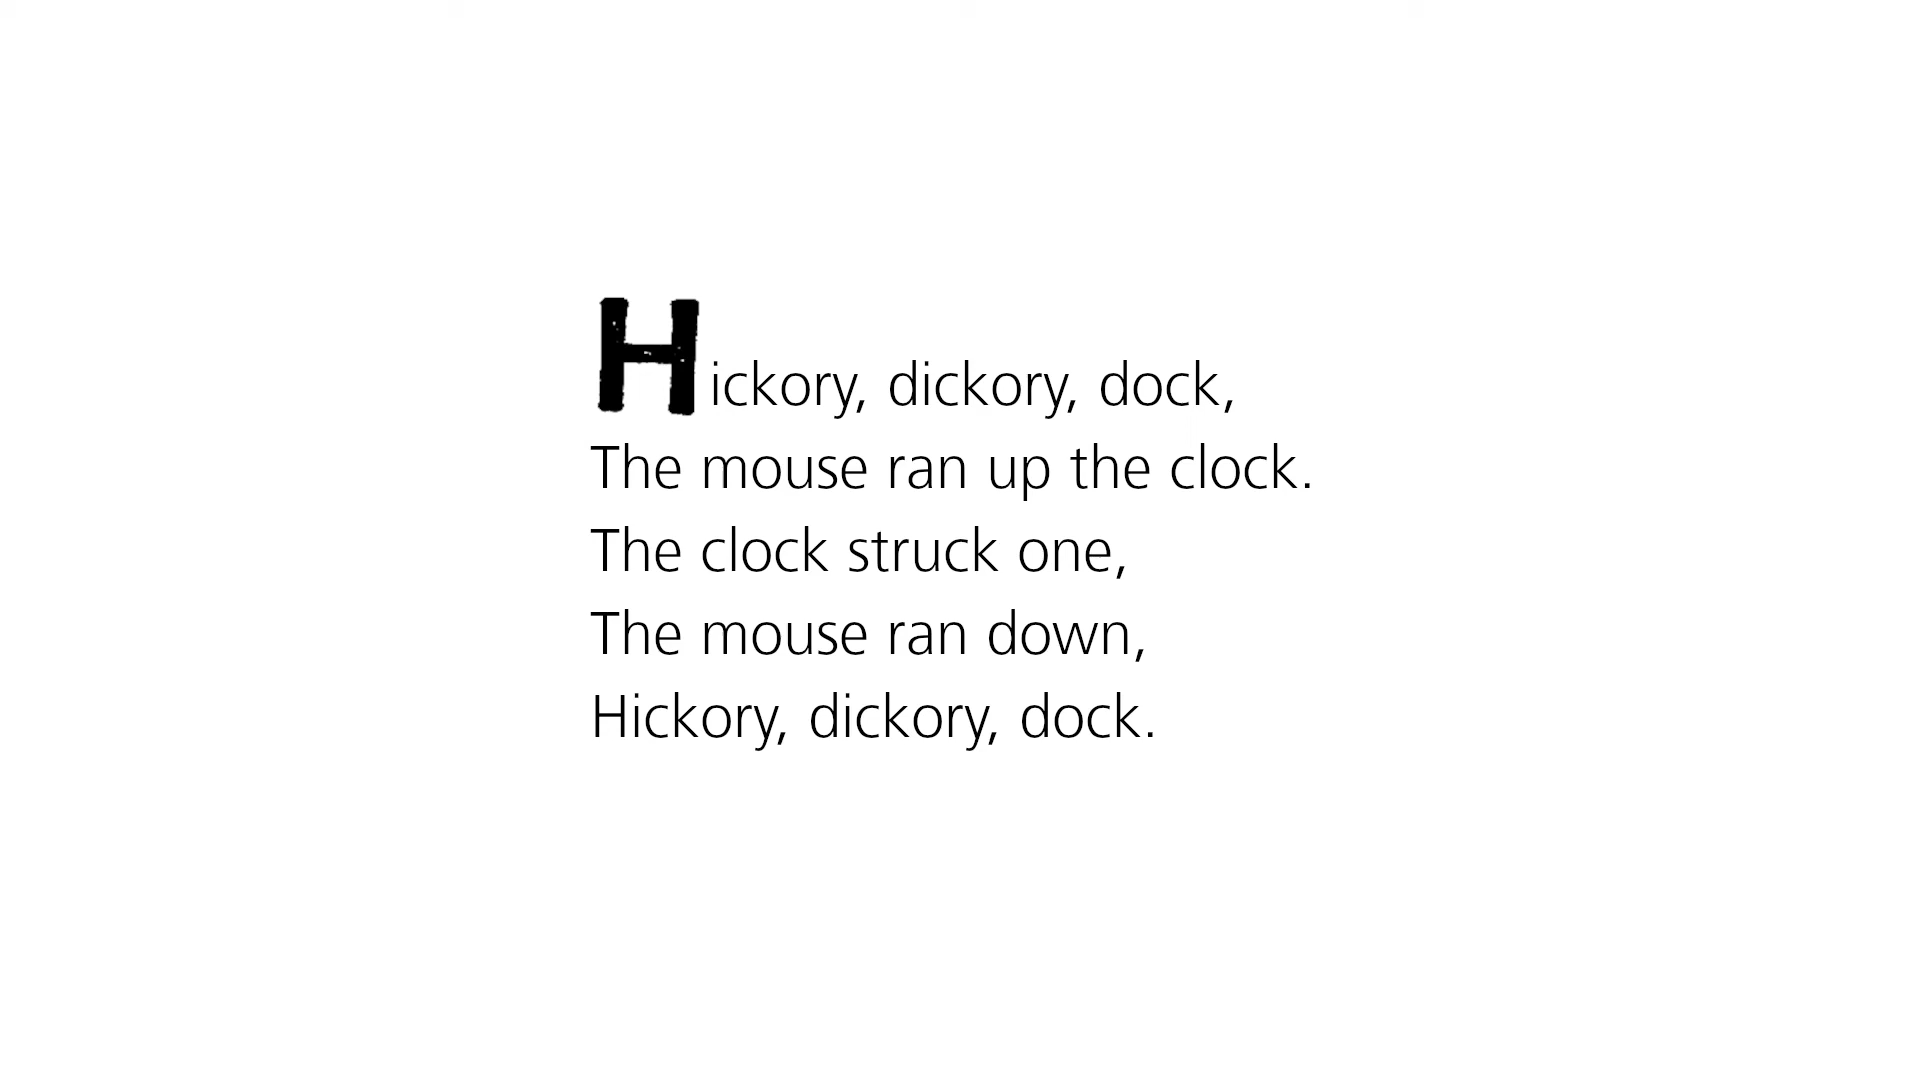 Hickory, dickory, dock,
The mouse ran up the clock.
The clock struck one,
The mouse ran down,
Hickory, dickory, dock.